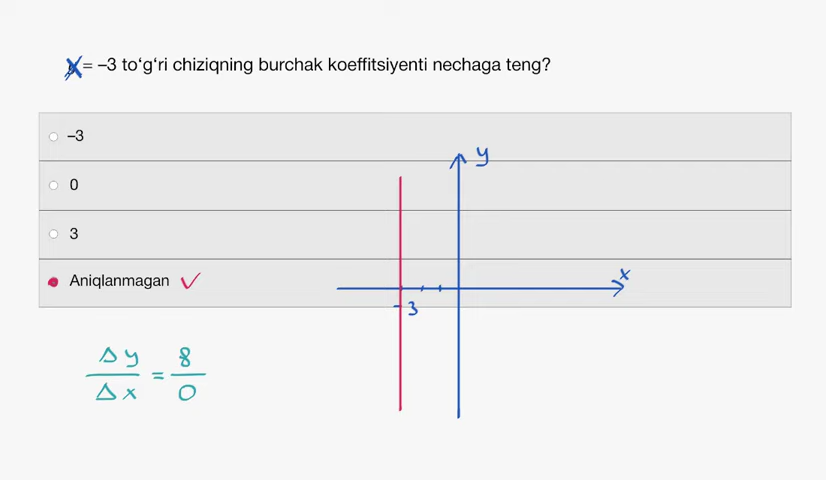 x = –3 to‘g‘ri chiziqning burchak koeffitsiyenti nechaga teng?
–3
0
3
Aniqlanmagan ✓
y
x
-3
Δy/Δx = 8/0